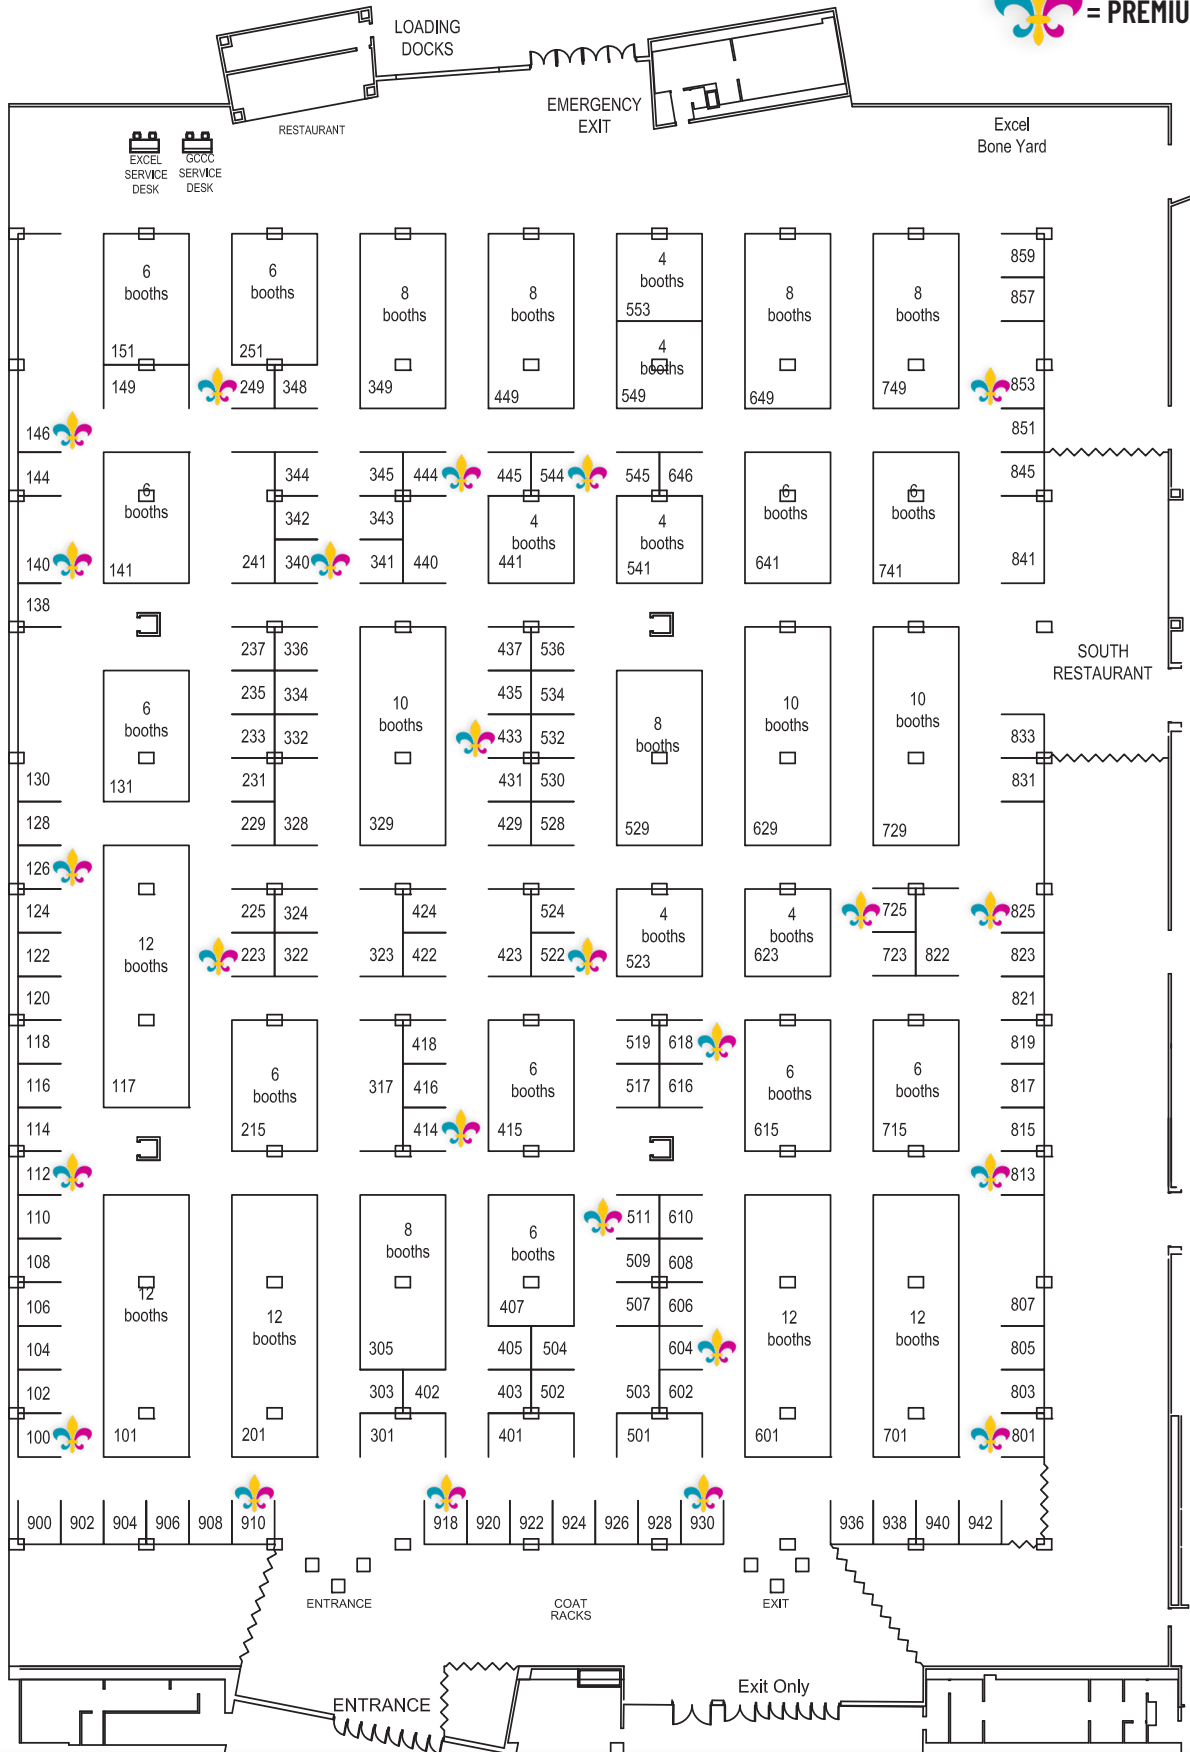 = PREMIU
LOADING
DOCKS
EMERGENCY
EXIT
RESTAURANT
Excel
Bone Yard
EXCEL
SERVICE
DESK
GCCC
SERVICE
DESK
6
booths
151
6
booths
251
8
booths
349
8
booths
449
4
booths
553
4
booths
549
8
booths
649
8
booths
749
859
857
853
851
149
249 348
146
144
140
138
6
booths
141
344
342
241 340
345 444
343
341 440
445 544
4
booths
441
545 646
4
booths
541
6
booths
641
6
booths
741
845
841
SOUTH
RESTAURANT
6
booths
131
237 336
235 334
233 332
231
229 328
10
booths
329
437 536
435 534
433 532
431 530
429 528
8
booths
529
10
booths
629
10
booths
729
833
831
130
128
126
124
122
120
118
116
114
112
110
108
106
104
102
100
12
booths
117
225 324
223 322
424
323 422
524
423 522
4
booths
523
4
booths
623
725
723 822
825
823
821
819
817
815
813
6
booths
215
418
317 416
414
6
booths
415
519 618
517 616
6
booths
615
6
booths
715
12
booths
101
12
booths
201
8
booths
305
303 402
301
6
booths
407
405 504
403 502
401
511 610
509 608
507 606
604
503 602
501
12
booths
601
12
booths
701
807
805
803
801
900 902 904 906 908 910
918 920 922 924 926 928 930
936 938 940 942
ENTRANCE
COAT
RACKS
EXIT
ENTRANCE
Exit Only